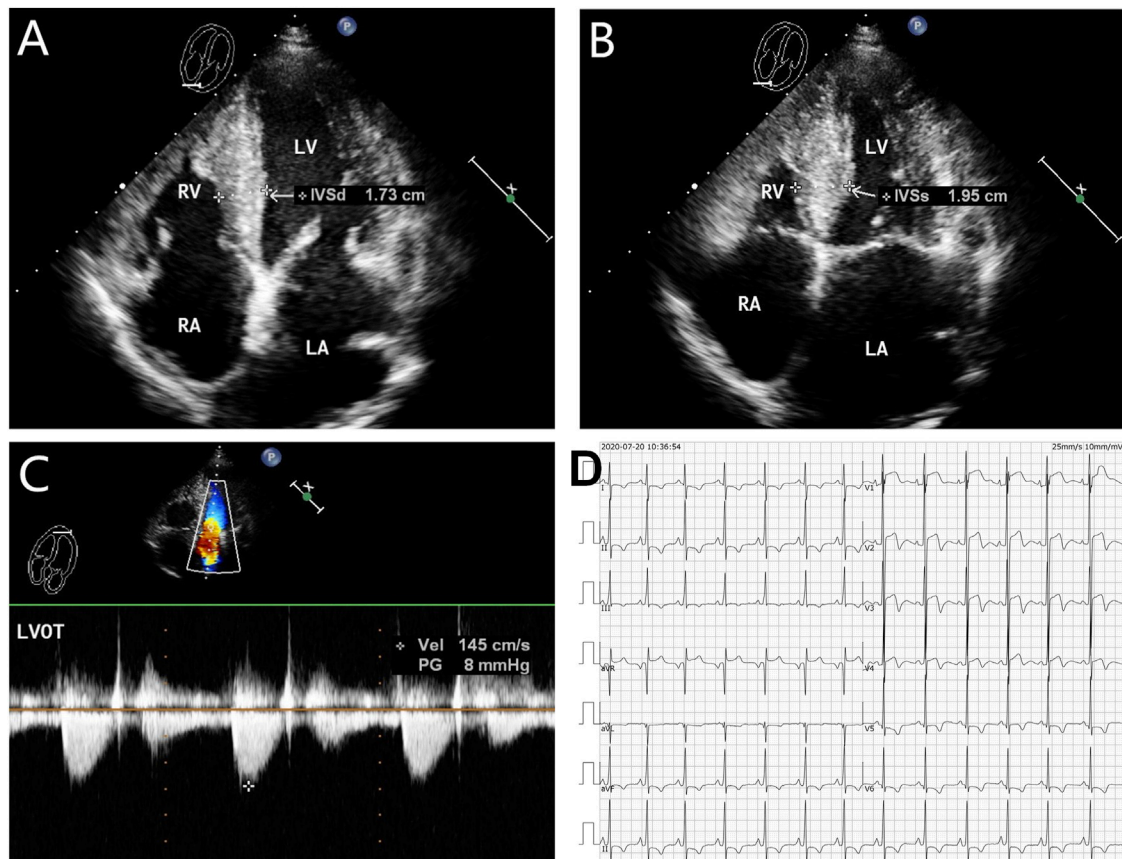 A
P
LV
RV
IVSd 1.73 cm
RA
LA
B
P
LV
RV
IVSs 1.95 cm
RA
LA
C
P
x
LVOT
Vel 145 cm/s
PG 8 mmHg
D
2020-07-20 10:36:54 25mm/s 10mm/mV
I V1
II V2
III V3
aVR V4
aVL V5
aVF V6
II